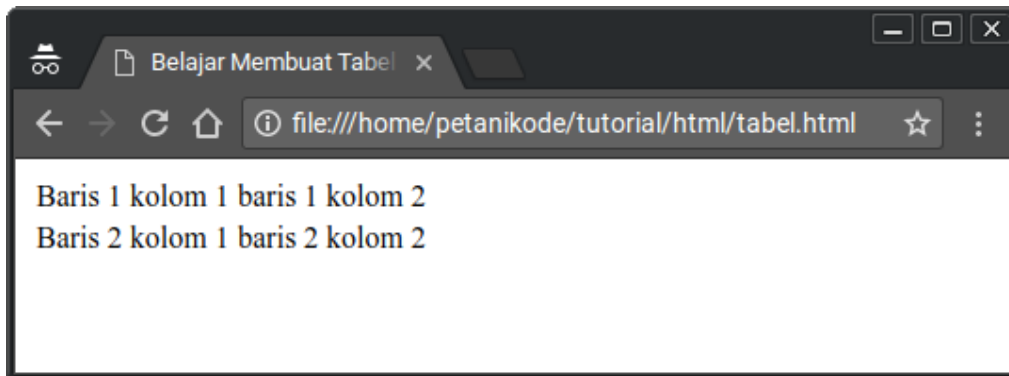 Belajar Membuat Tabel
file:///home/petanikode/tutorial/html/tabel.html
Baris 1 kolom 1 baris 1 kolom 2
Baris 2 kolom 1 baris 2 kolom 2